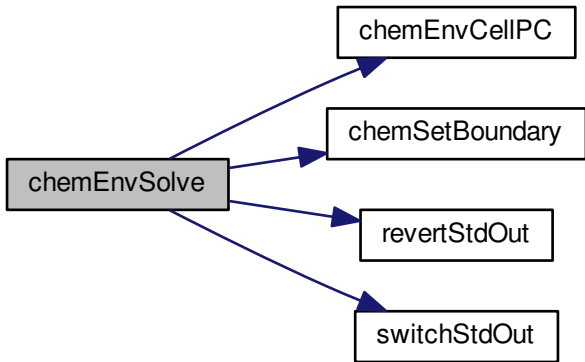 chemEnvCellPC
chemSetBoundary
chemEnvSolve
revertStdOut
switchStdOut